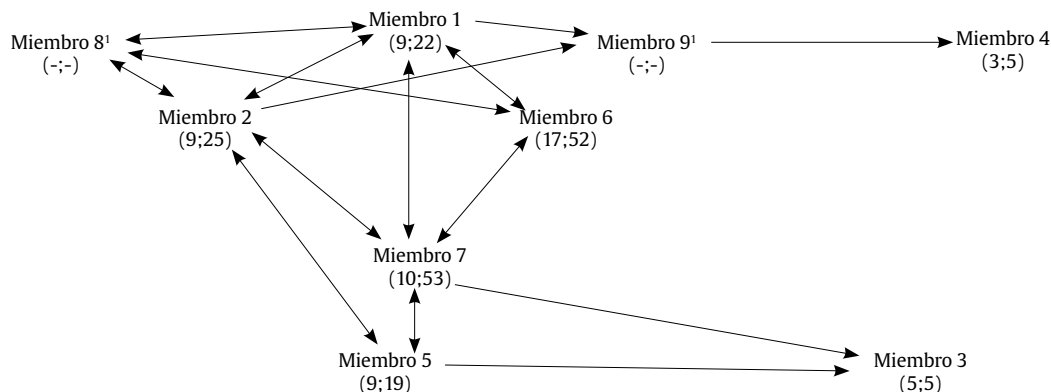 Miembro 1
(9;22)
Miembro 8¹
(-;-)
Miembro 9¹
(-;-)
Miembro 4
(3;5)
Miembro 2
(9;25)
Miembro 6
(17;52)
Miembro 7
(10;53)
Miembro 5
(9;19)
Miembro 3
(5;5)